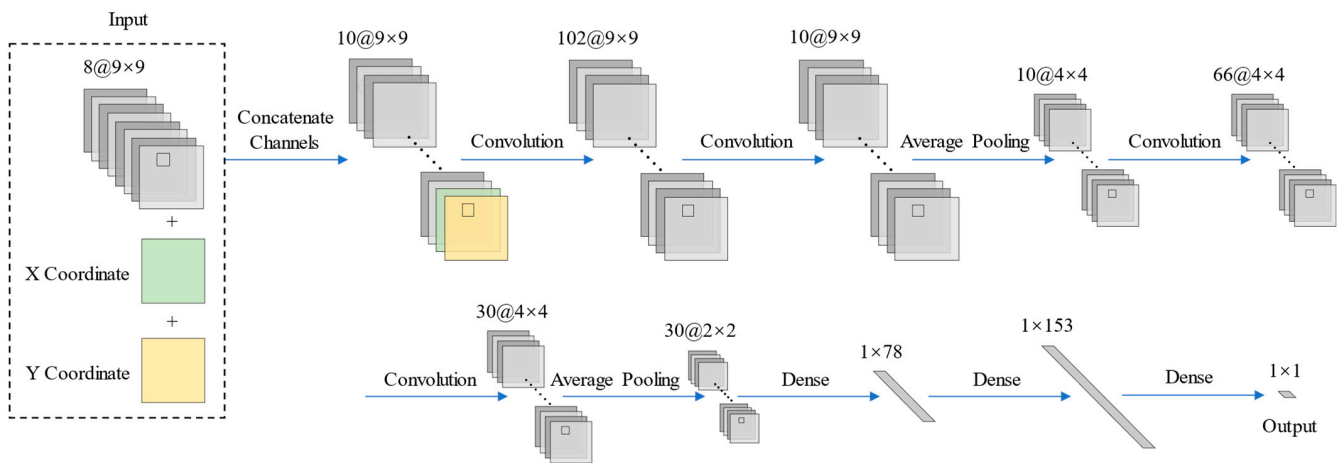 Input
8@9×9
+
X Coordinate
+
Y Coordinate
Concatenate
Channels
10@9×9
Convolution
102@9×9
Convolution
10@9×9
Average Pooling
10@4×4
Convolution
66@4×4
Convolution
30@4×4
Average Pooling
30@2×2
Dense
1×78
Dense
1×153
Dense
1×1
Output